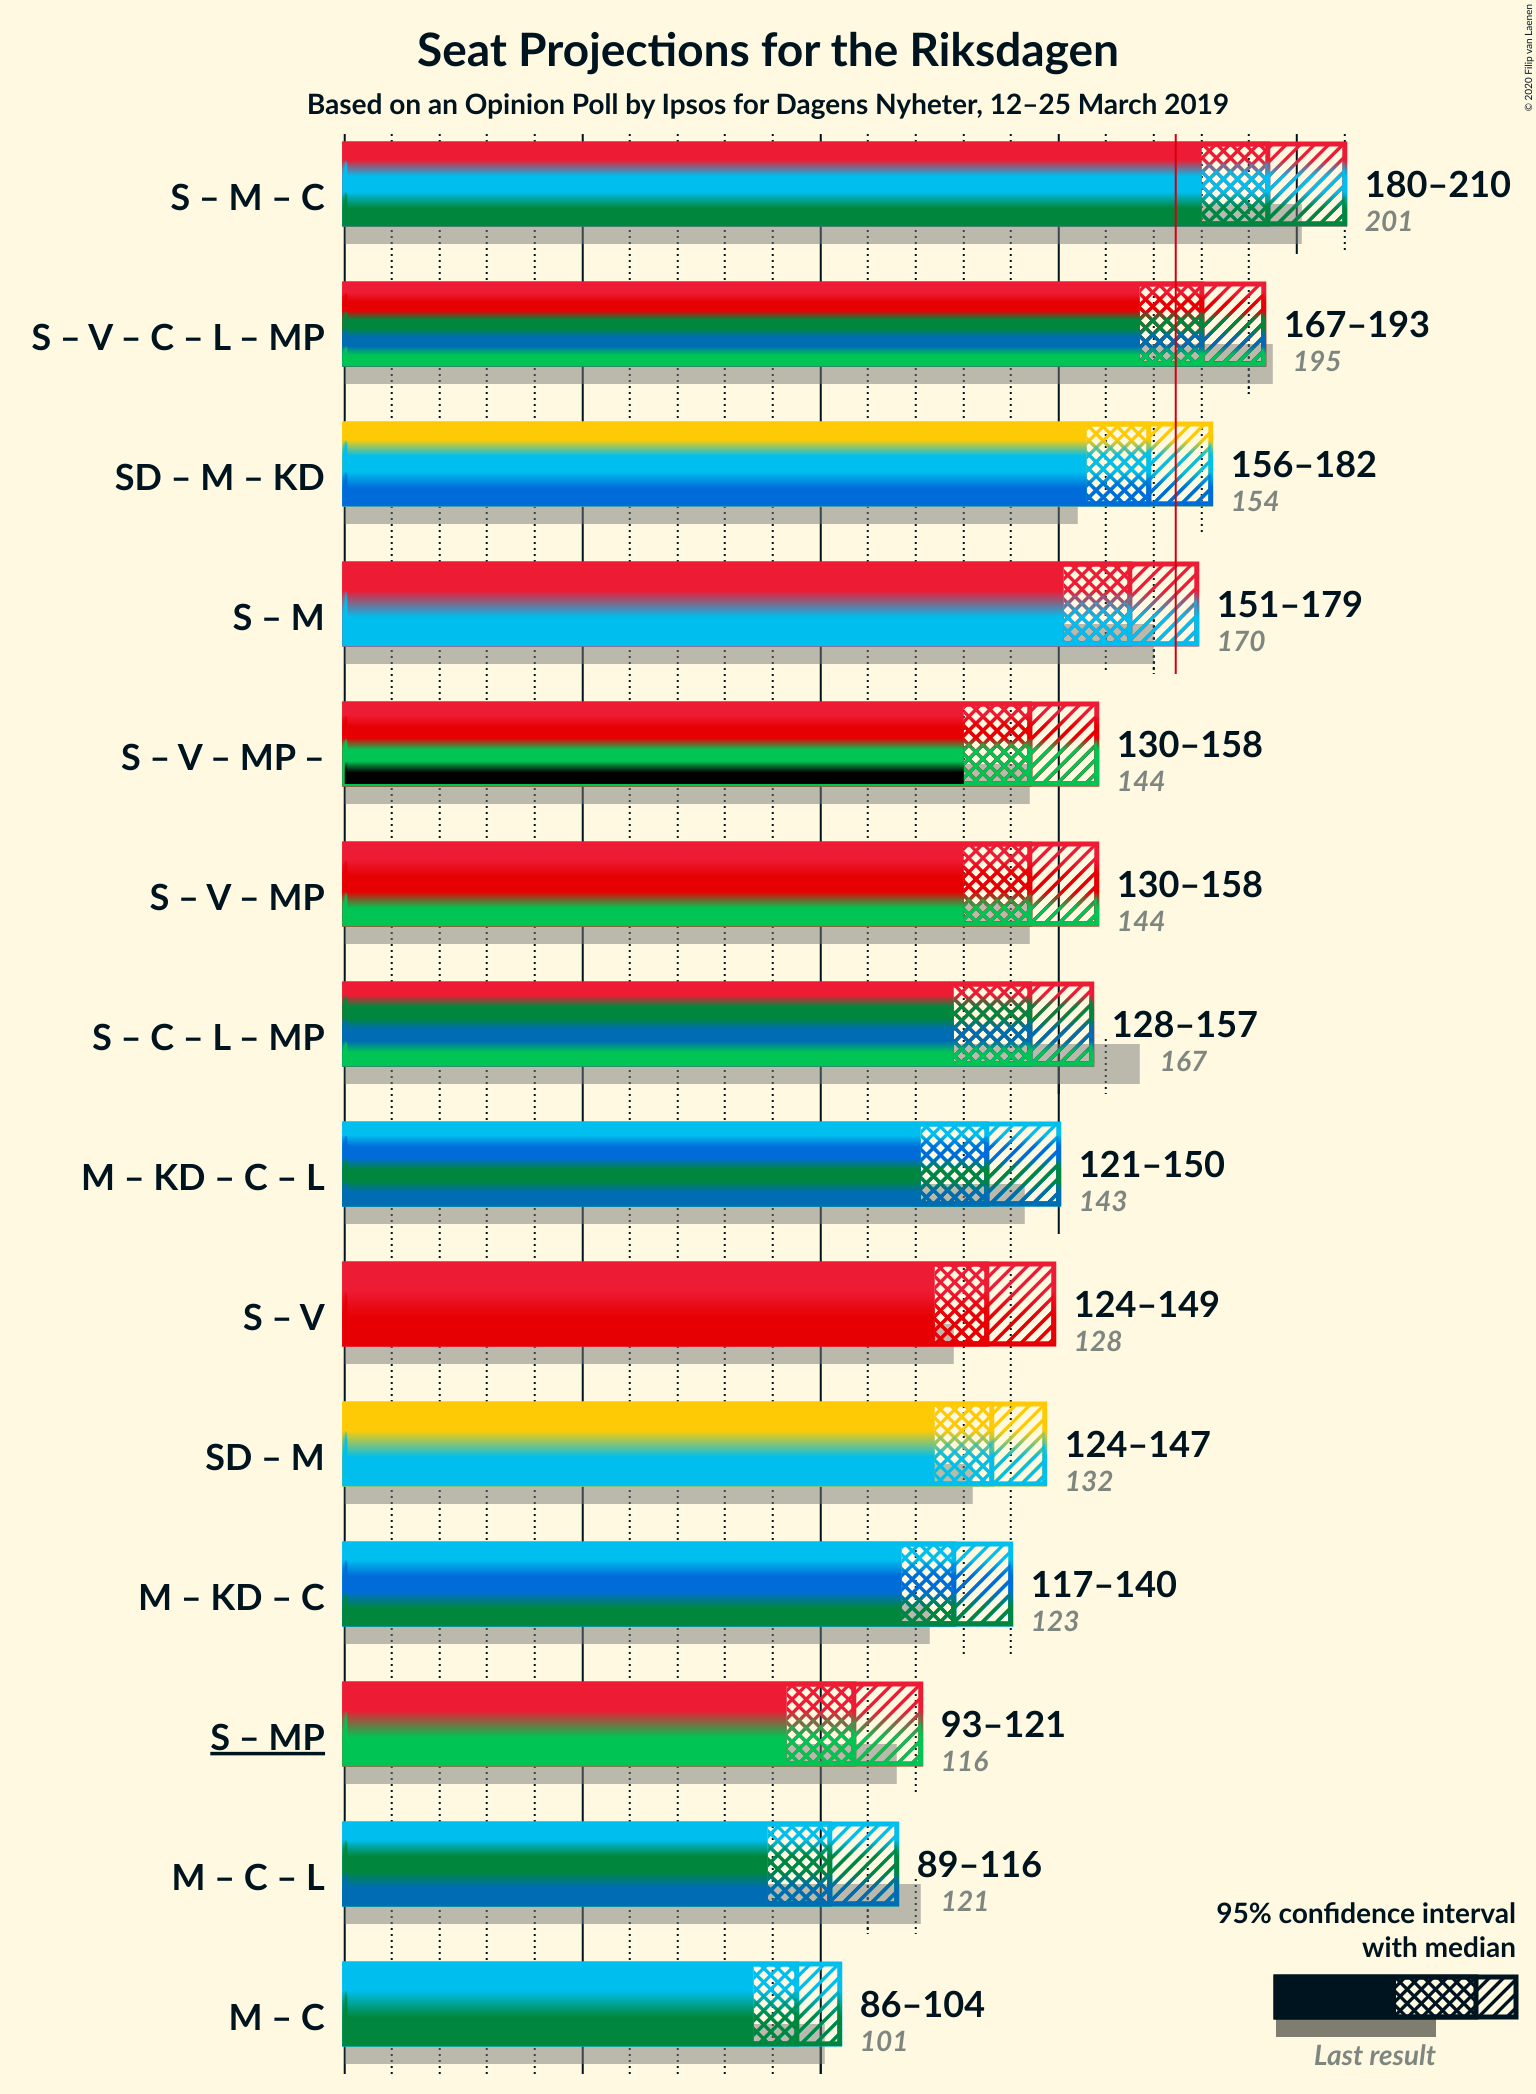 Seat Projections for the Riksdagen
Based on an Opinion Poll by Ipsos for Dagens Nyheter, 12–25 March 2019
© 2020 Filip van Laenen
S – M – C
180–210
201
S – V – C – L – MP
167–193
195
SD – M – KD
156–182
154
S – M
151–179
170
S – V – MP –
130–158
144
S – V – MP
130–158
144
S – C – L – MP
128–157
167
M – KD – C – L
121–150
143
S – V
124–149
128
SD – M
124–147
132
M – KD – C
117–140
123
S – MP
93–121
116
M – C – L
89–116
121
M – C
86–104
101
95% confidence interval
with median
Last result